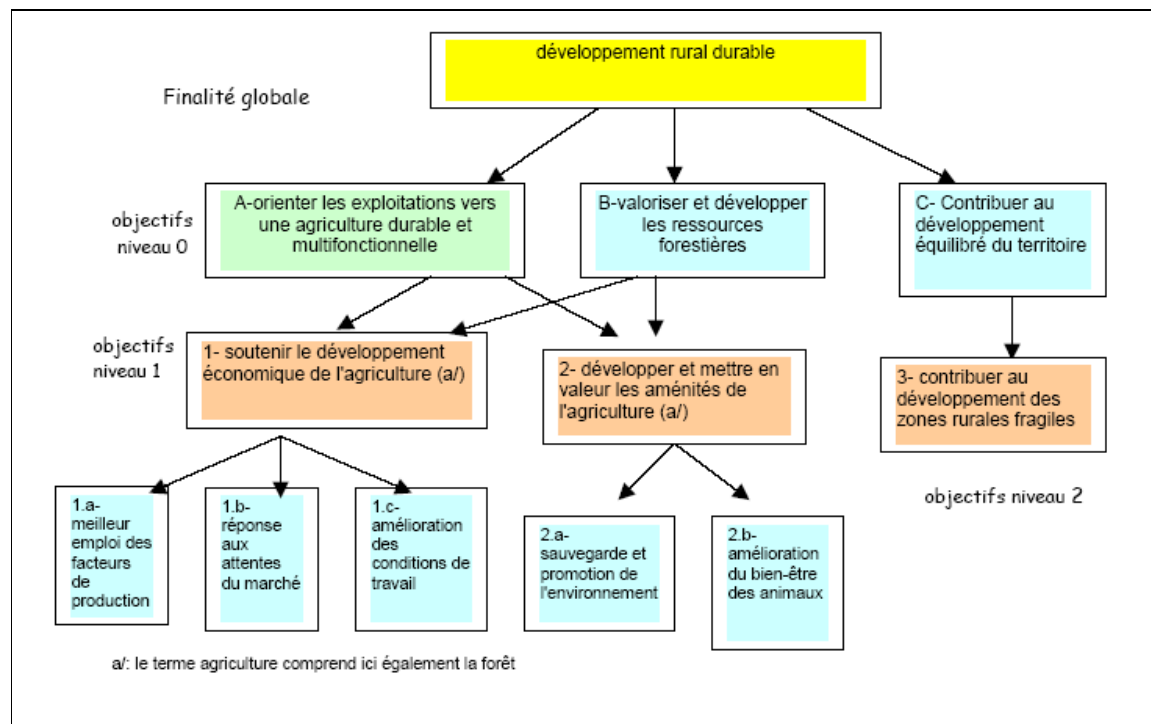 développement rural durable
Finalité globale
A-orienter les exploitations vers
une agriculture durable et
multifonctionnelle
B-valoriser et développer
les ressources
forestières
C- Contribuer au
développement
équilibré du territoire
objectifs
niveau 0
objectifs
niveau 1
1- soutenir le développement
économique de l'agriculture (a/)
2- développer et mettre en
valeur les aménités de
l'agriculture (a/)
3- contribuer au
développement des
zones rurales fragiles
objectifs niveau 2
1.a-
meilleur
emploi des
facteurs
de
production
1.b-
réponse
aux
attentes
du marché
1.c-
amélioration
des
conditions de
travail
2.a-
sauvegarde et
promotion de
l'environnement
2.b-
amélioration
du bien-être
des animaux
a/: le terme agriculture comprend ici également la forêt